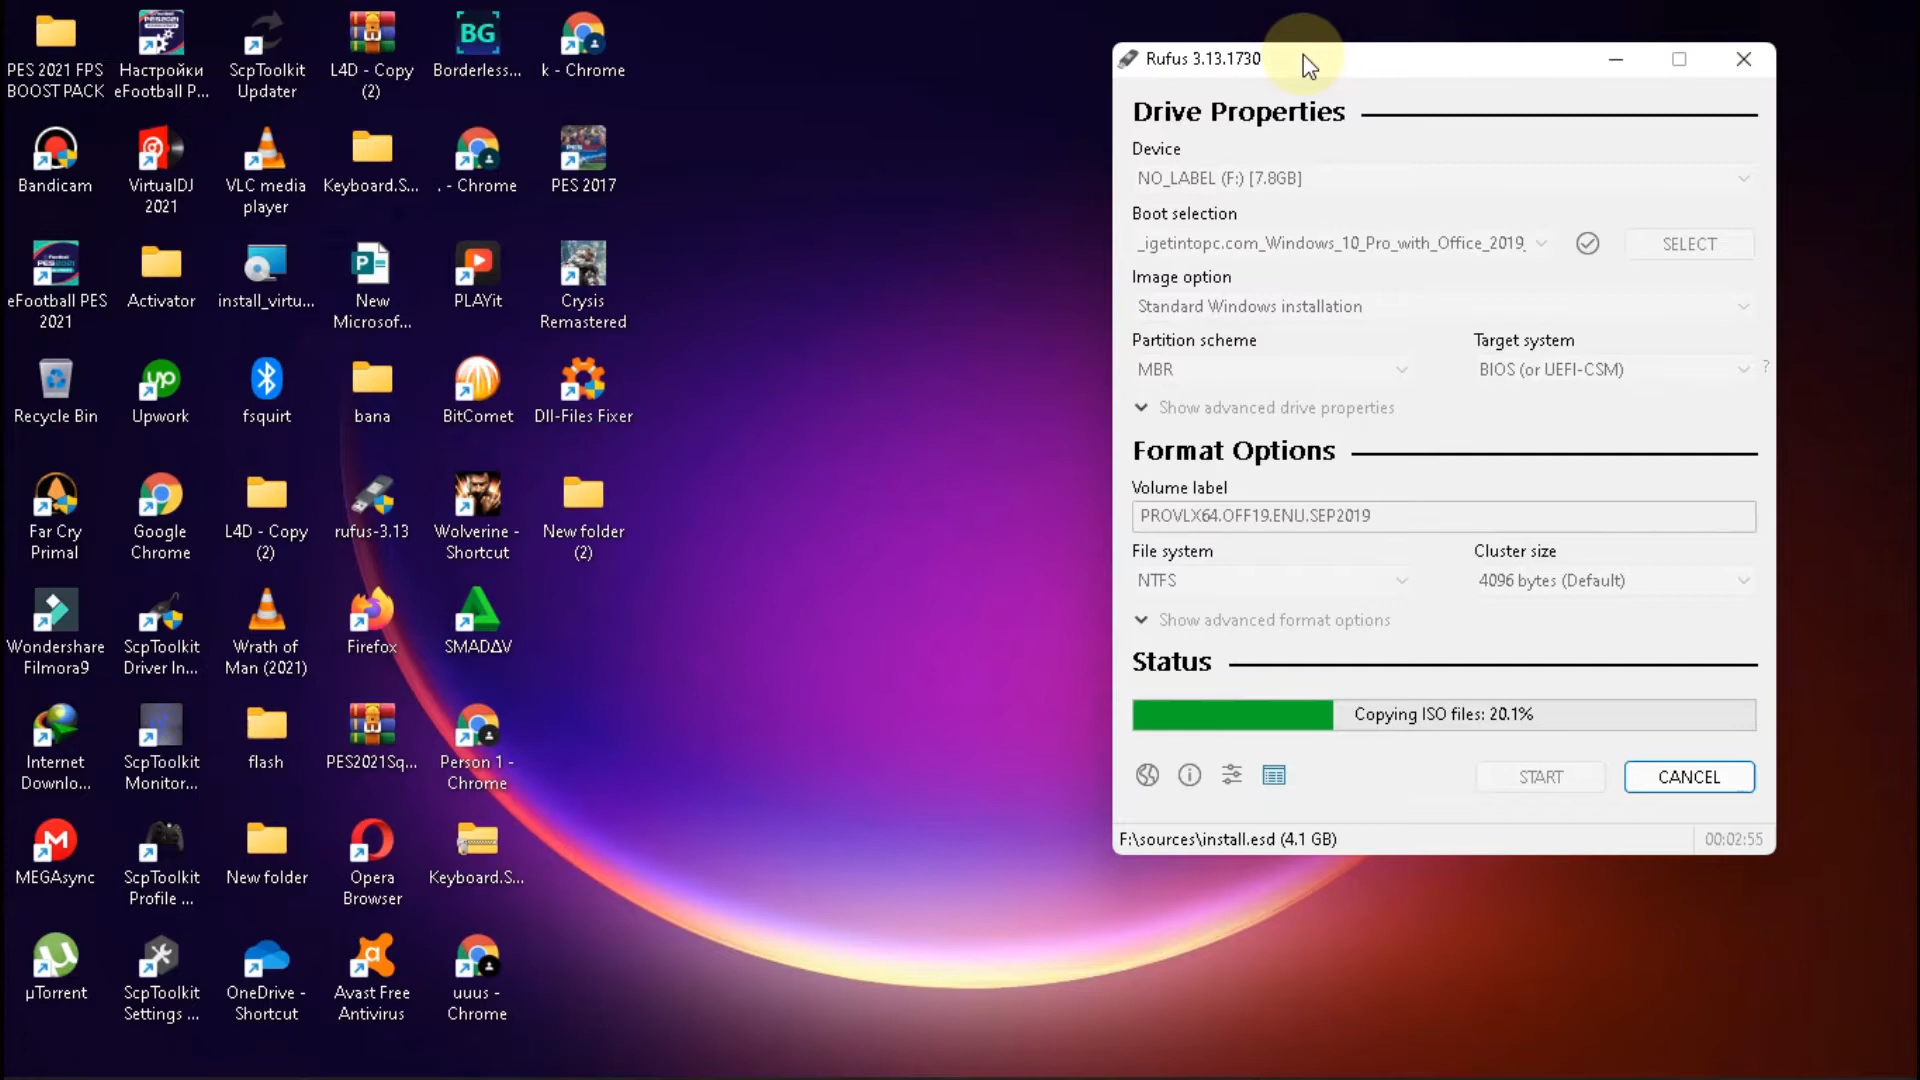 PES 2021 FPS
BOOST PACK
Настройки
eFootball P...
ScpToolkit
Updater
L4D - Copy
(2)
BG
Borderless...
k - Chrome
Bandicam
VirtualDJ
2021
VLC media
player
Keyboard.S...
. - Chrome
PES 2017
eFootball PES
2021
Activator
install_virtu...
New
Microsof...
PLAYit
Crysis
Remastered
Recycle Bin
up
Upwork
fsquirt
bana
BitComet
Dll-Files Fixer
Far Cry
Primal
Google
Chrome
L4D - Copy
(2)
rufus-3.13
Wolverine -
Shortcut
New folder
(2)
Wondershare
Filmora9
ScpToolkit
Driver In...
Wrath of
Man (2021)
Firefox
SMADΔV
Internet
Downlo...
ScpToolkit
Monitor...
flash
PES2021Sq...
Person 1 -
Chrome
MEGAsync
ScpToolkit
Profile ...
New folder
Opera
Browser
Keyboard.S...
µTorrent
ScpToolkit
Settings ...
OneDrive -
Shortcut
Avast Free
Antivirus
uuus -
Chrome
Rufus 3.13.1730
Drive Properties
Device
NO_LABEL (F:) [7.8GB]
Boot selection
_igetintopc.com_Windows_10_Pro_with_Office_2019_
SELECT
Image option
Standard Windows installation
Partition scheme
Target system
MBR
BIOS (or UEFI-CSM)
?
Show advanced drive properties
Format Options
Volume label
PROVLX64.OFF19.ENU.SEP2019
File system
Cluster size
NTFS
4096 bytes (Default)
Show advanced format options
Status
Copying ISO files: 20.1%
START
CANCEL
F:\sources\install.esd (4.1 GB)
00:02:55